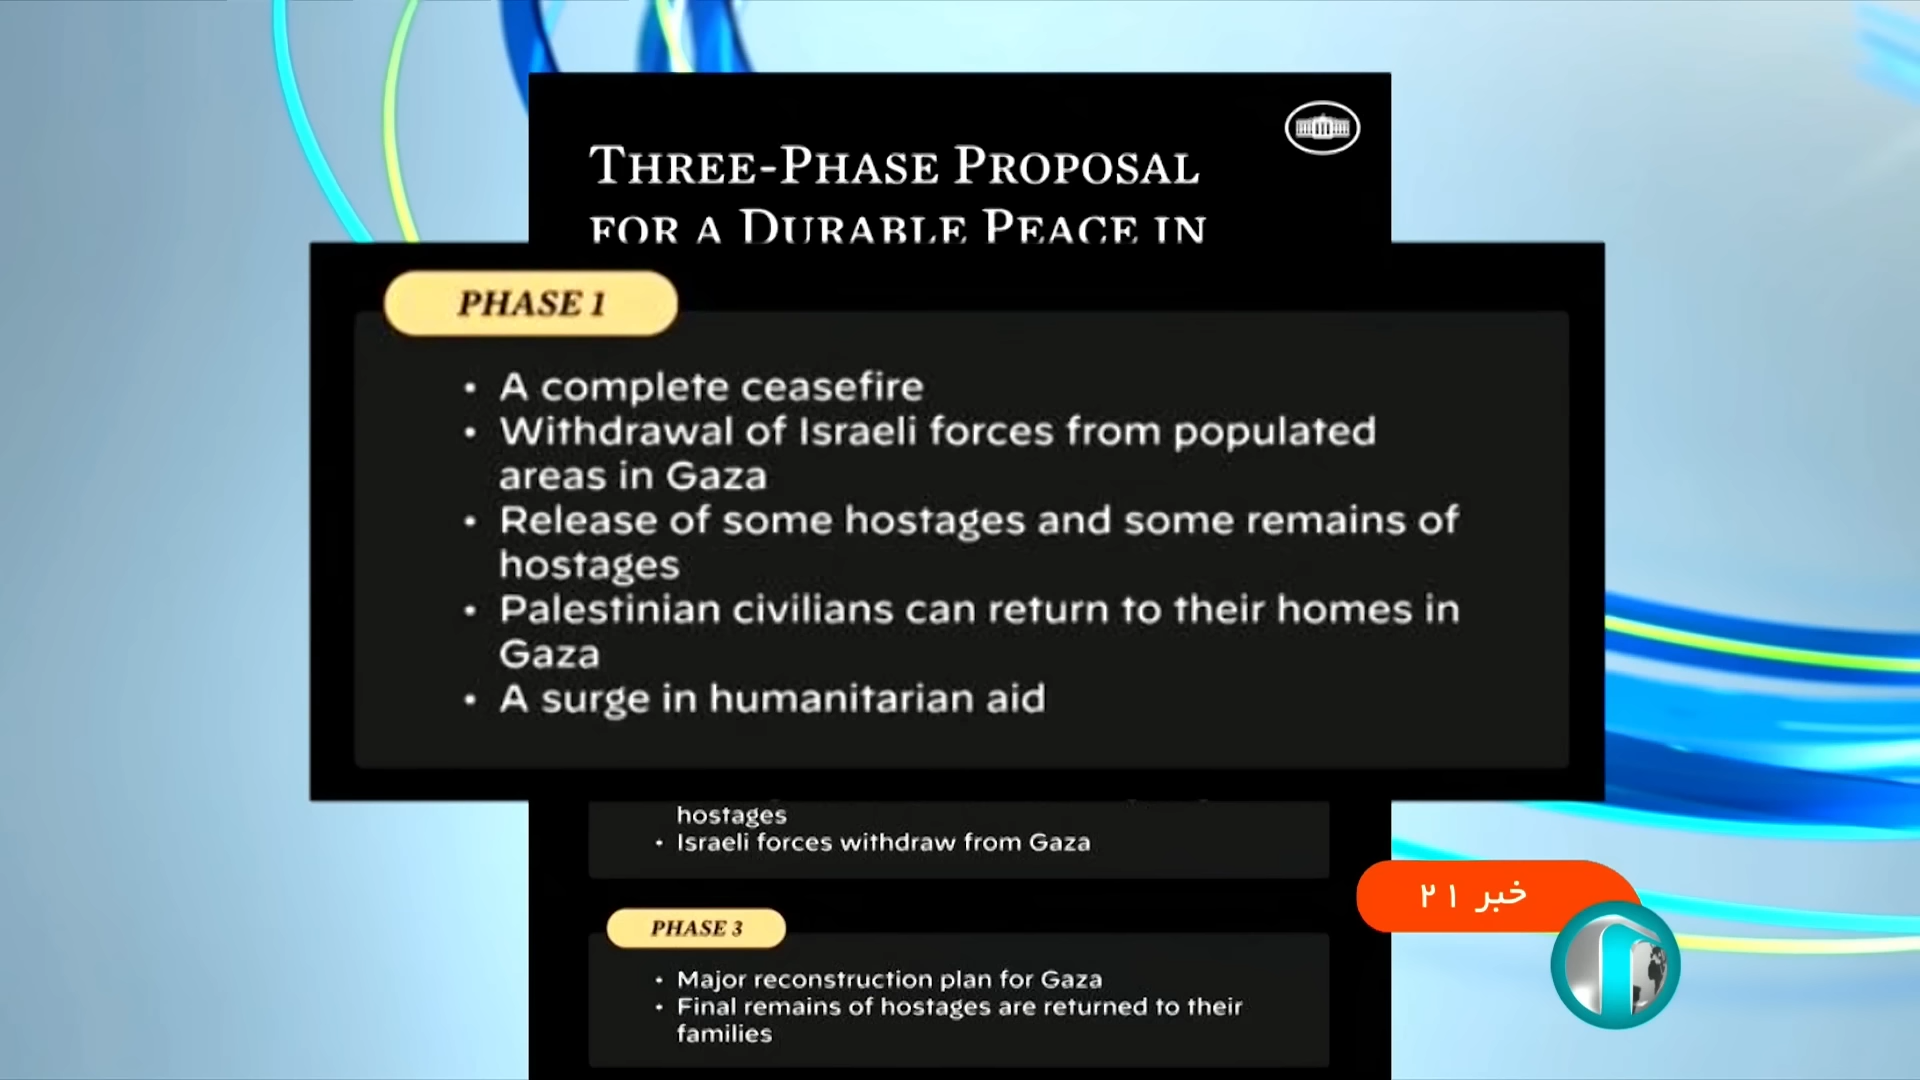 THREE-PHASE PROPOSAL
FOR A DURABLE PEACE IN
PHASE 1
• A complete ceasefire
• Withdrawal of Israeli forces from populated
areas in Gaza
• Release of some hostages and some remains of
hostages
• Palestinian civilians can return to their homes in
Gaza
• A surge in humanitarian aid
hostages
• Israeli forces withdraw from Gaza
خبر ۲۱
PHASE 3
• Major reconstruction plan for Gaza
• Final remains of hostages are returned to their
families